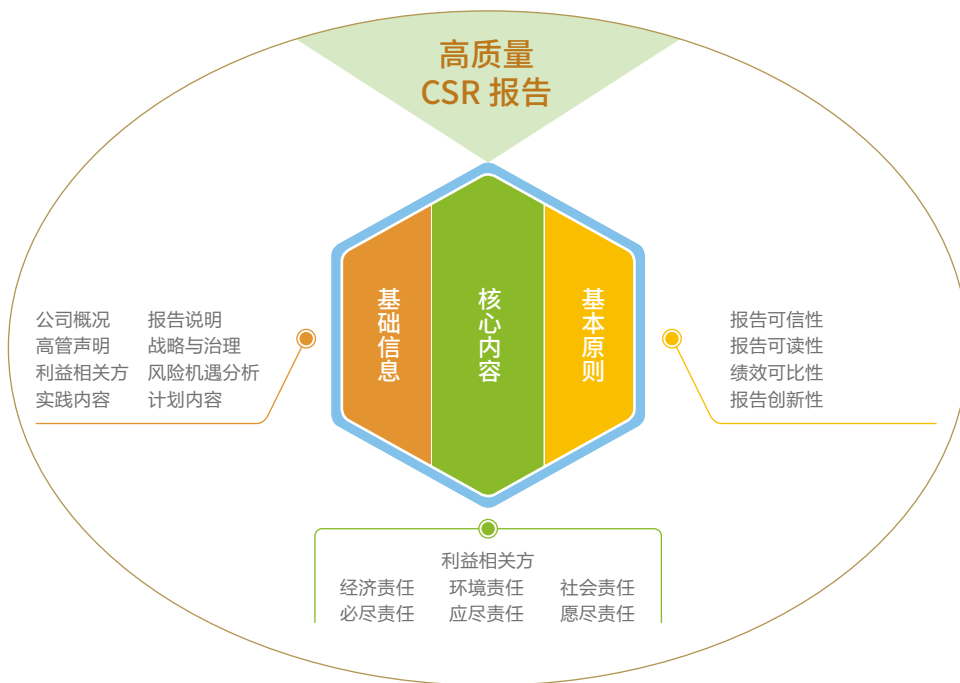 高质量
CSR 报告
基础信息
核心内容
基本原则
公司概况 报告说明
高管声明 战略与治理
利益相关方 风险机遇分析
实践内容 计划内容
报告可信性
报告可读性
绩效可比性
报告创新性
利益相关方
经济责任 环境责任 社会责任
必尽责任 应尽责任 愿尽责任